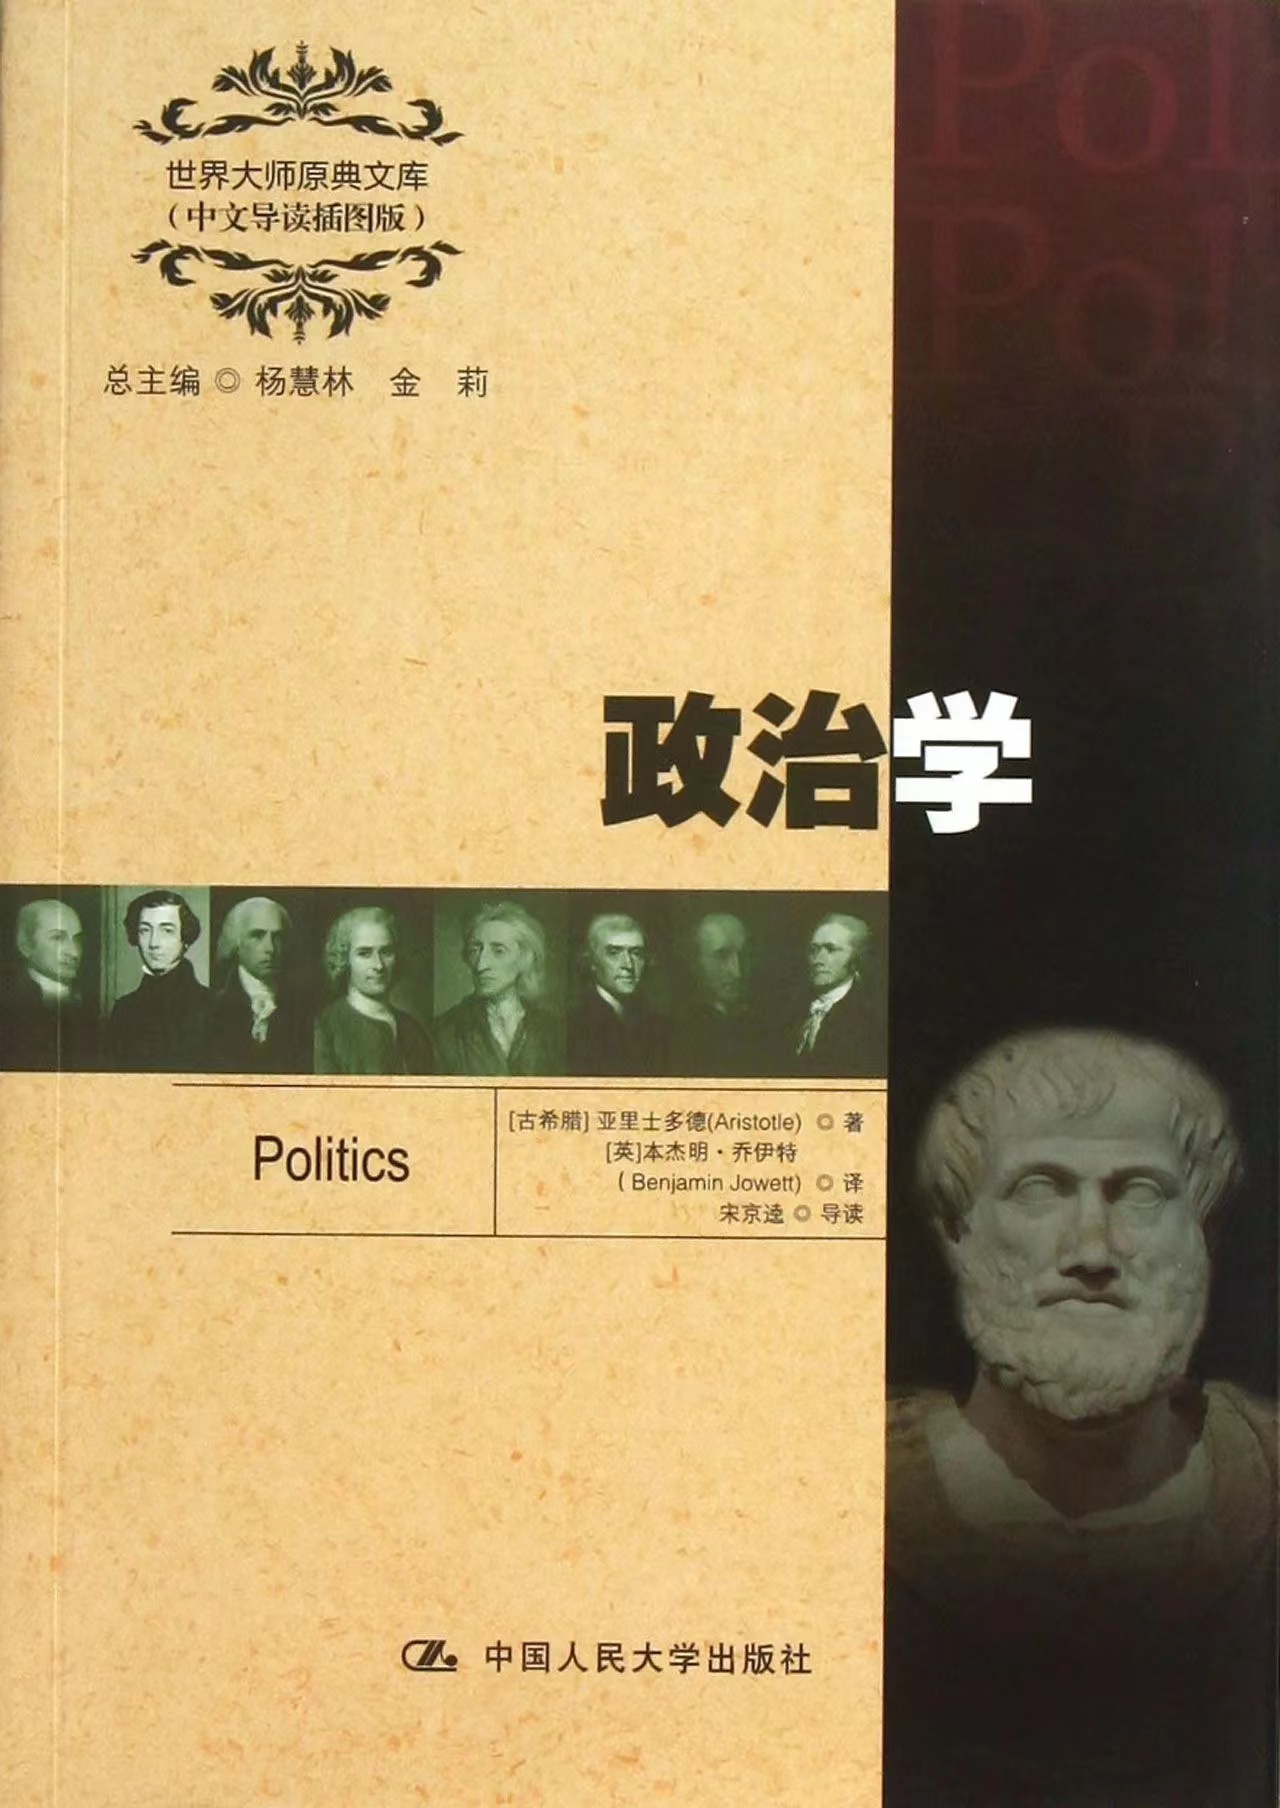 世界大师原典文库
（中文导读插图版）
总主编 ◎ 杨慧林 金 莉
Pol
Pol
政治学
Politics
[古希腊] 亚里士多德(Aristotle) ◎ 著
[英]本杰明·乔伊特
(Benjamin Jowett) ◎ 译
宋京逵 ◎ 导读
中国人民大学出版社